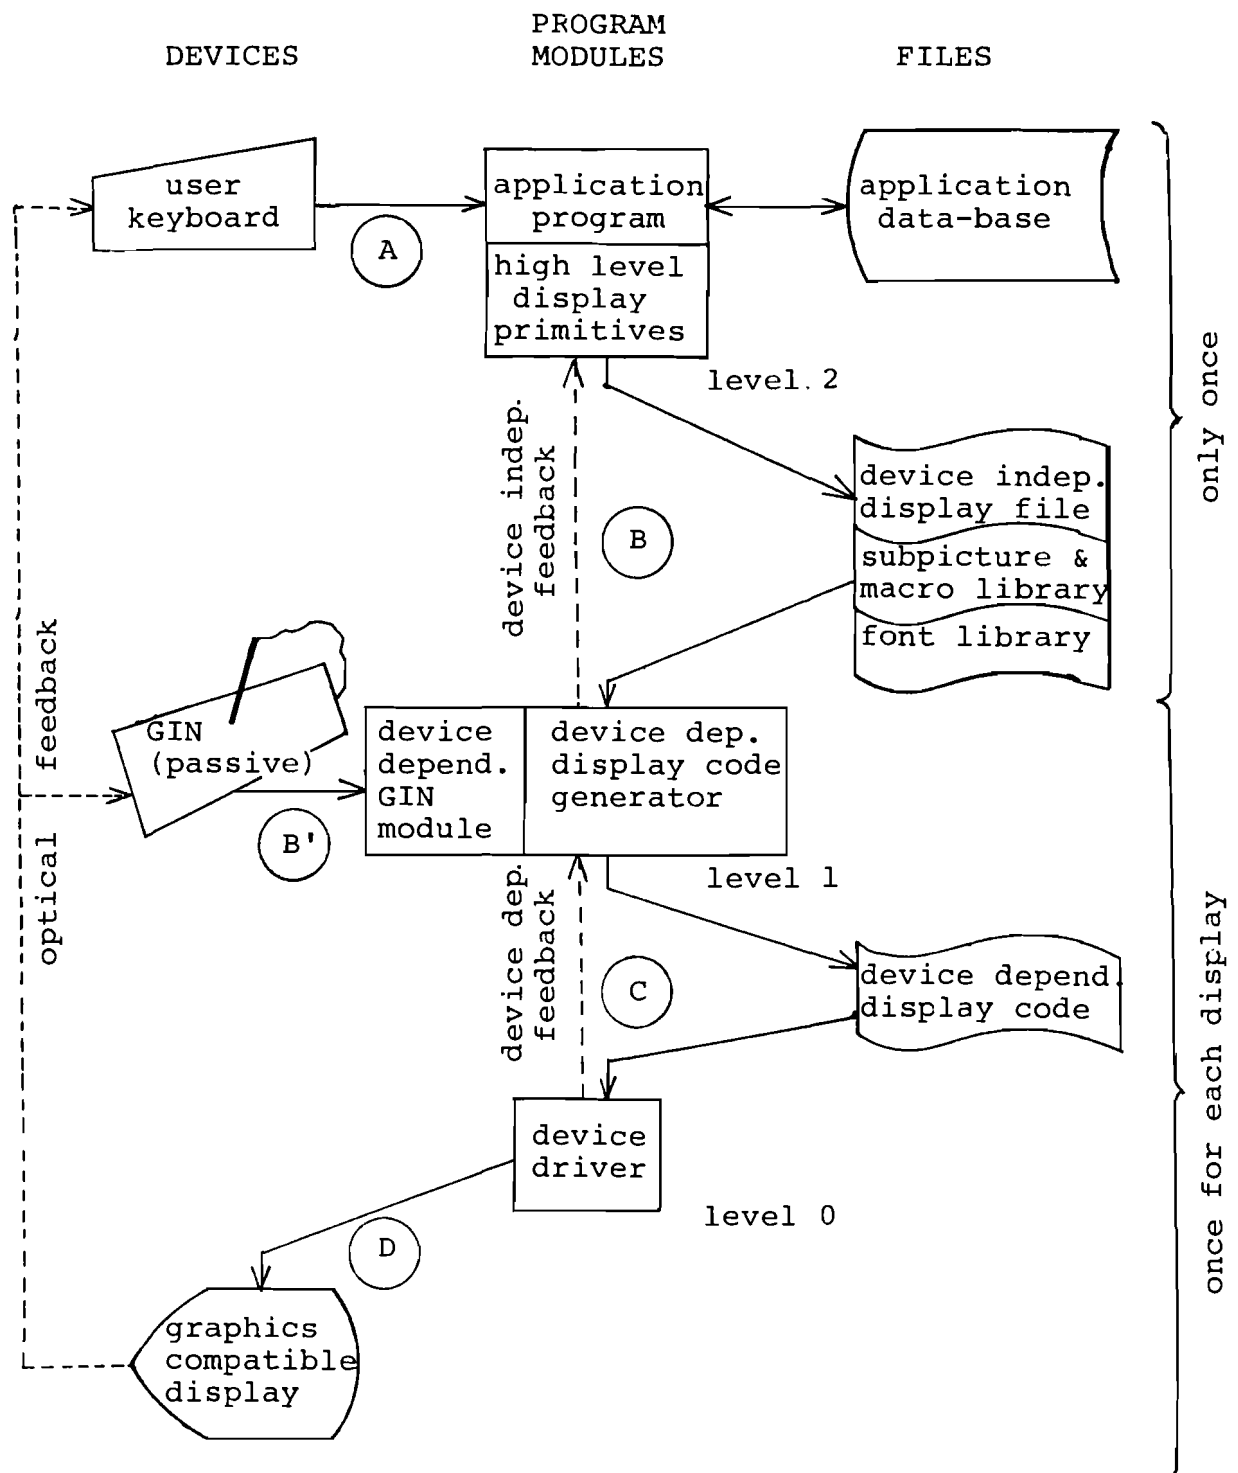 DEVICES
PROGRAM
MODULES
FILES
user
keyboard
A
application
program
application
data-base
high level
display
primitives
level. 2
only once
device indep.
feedback
B
device indep.
display file
subpicture &
macro library
font library
optical feedback
GIN
(passive)
B'
device
depend.
GIN
module
device dep.
display code
generator
level 1
device dep.
feedback
C
device depend.
display code
once for each display
device
driver
level 0
D
graphics
compatible
display